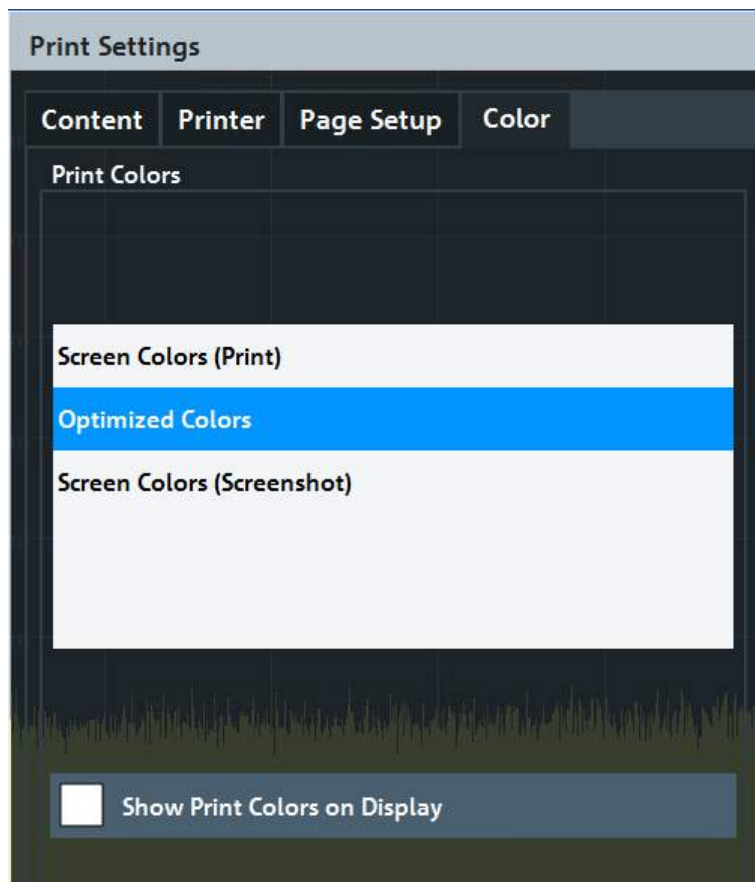 Print Settings
Content Printer Page Setup Color
Print Colors
Screen Colors (Print)
Optimized Colors
Screen Colors (Screenshot)
Show Print Colors on Display